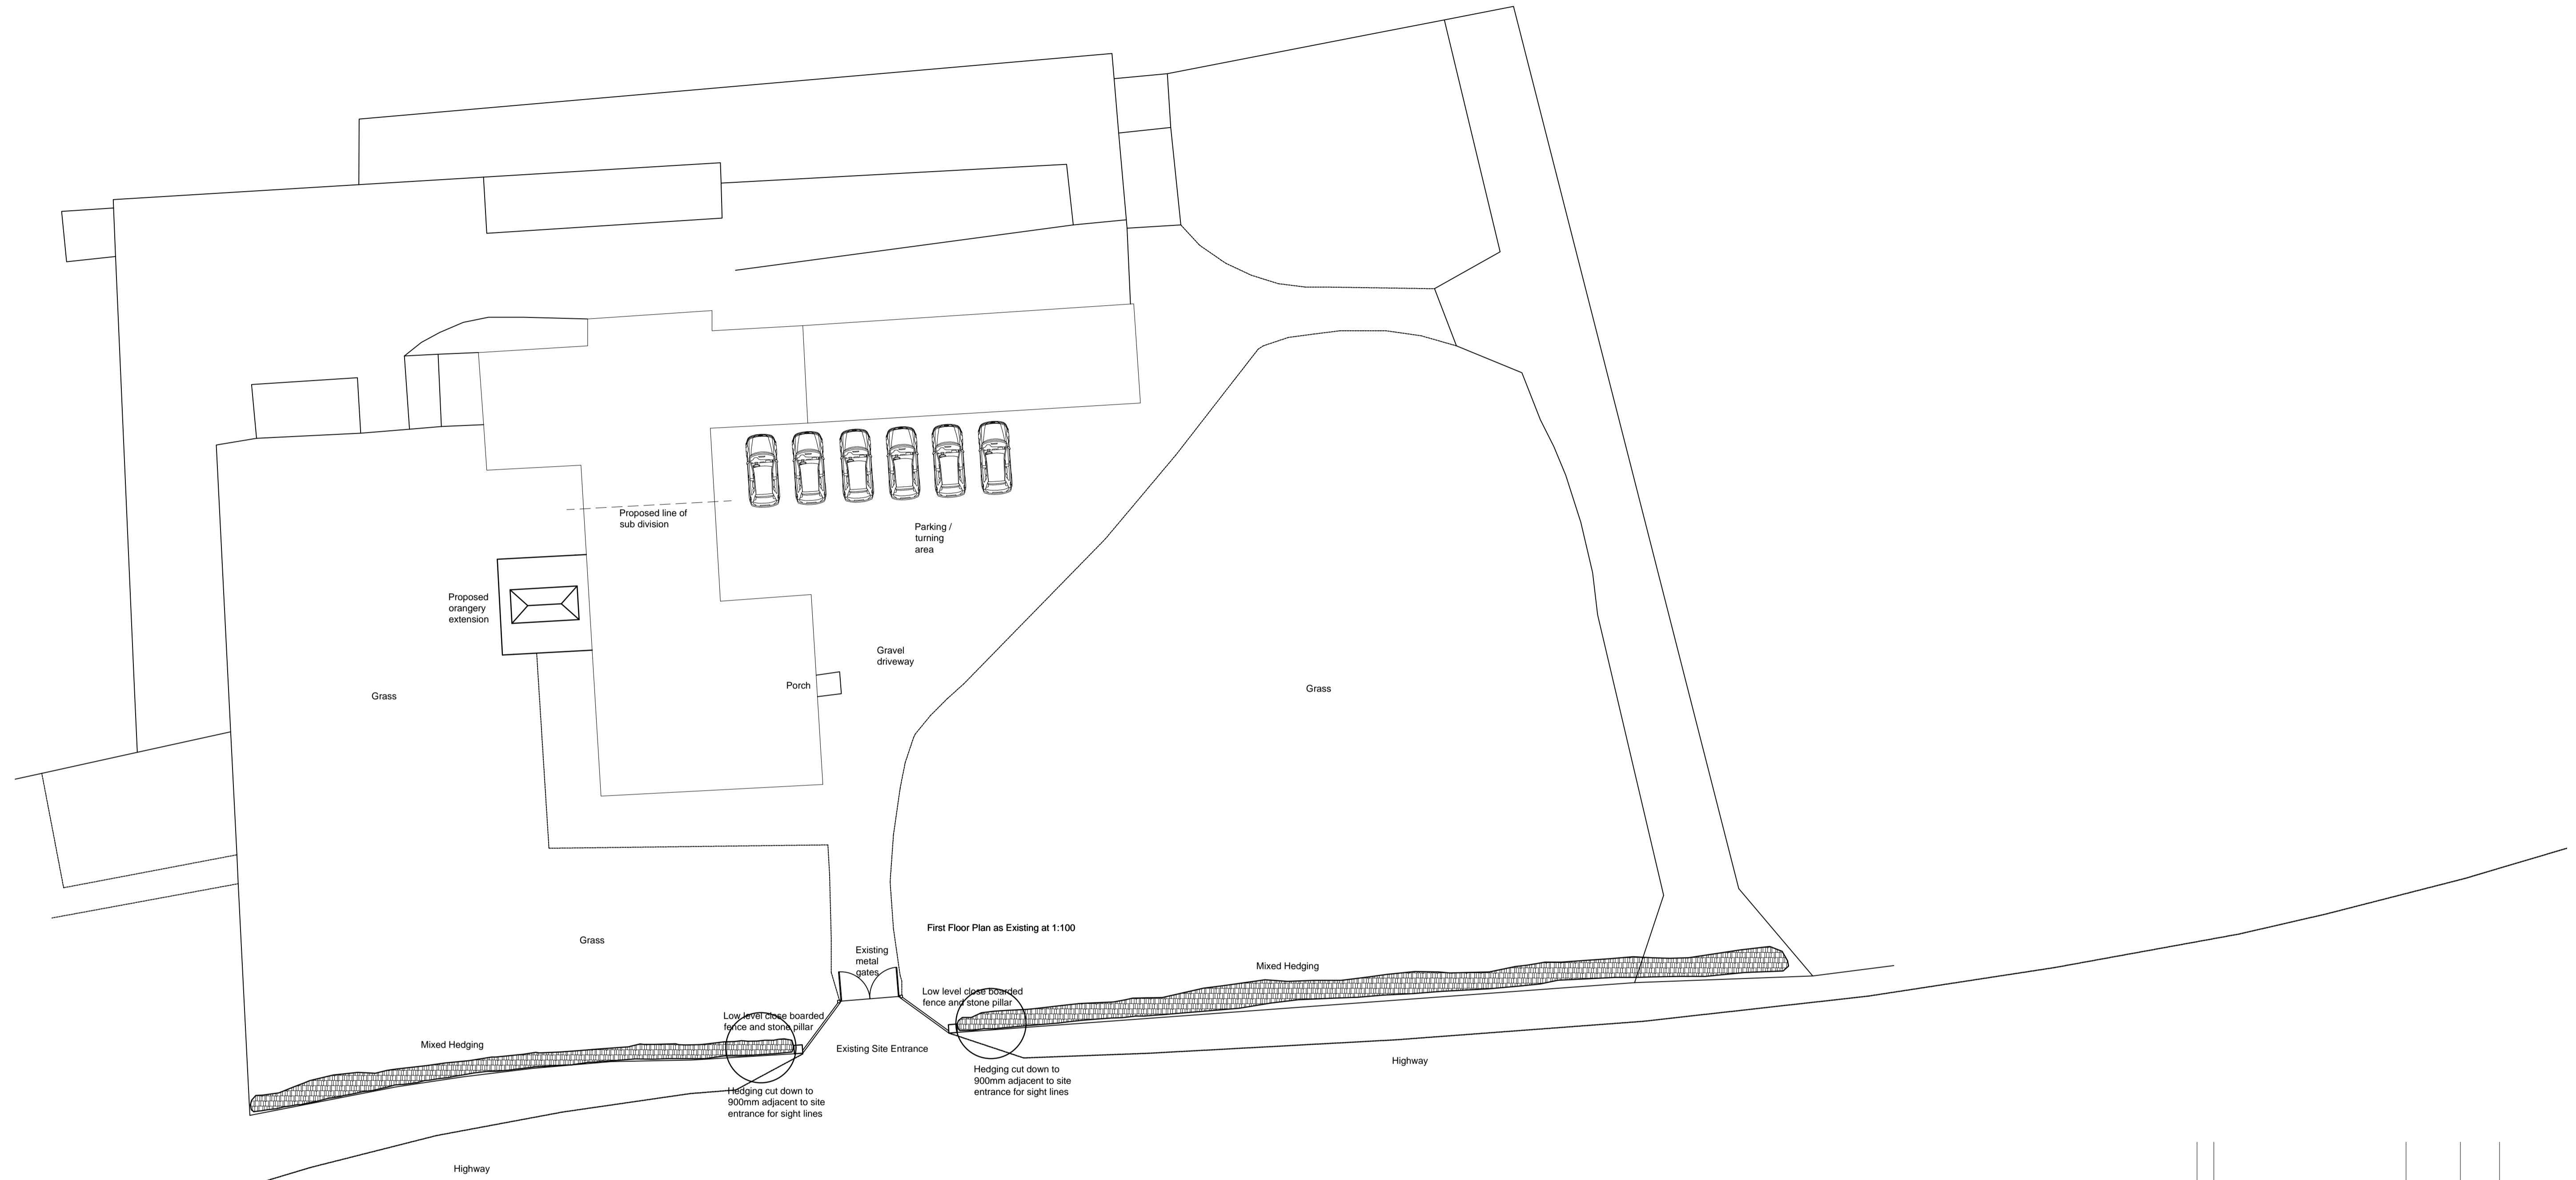 Proposed line of
sub division
Parking /
turning
area
Proposed
orangery
extension
Gravel
driveway
Porch
Grass
Grass
Grass
First Floor Plan as Existing at 1:100
Existing
metal
gates
Mixed Hedging
Low level close boarded
fence and stone pillar
Low level close boarded
fence and stone pillar
Mixed Hedging
Existing Site Entrance
Highway
Hedging cut down to
900mm adjacent to site
entrance for sight lines
Hedging cut down to
900mm adjacent to site
entrance for sight lines
Highway